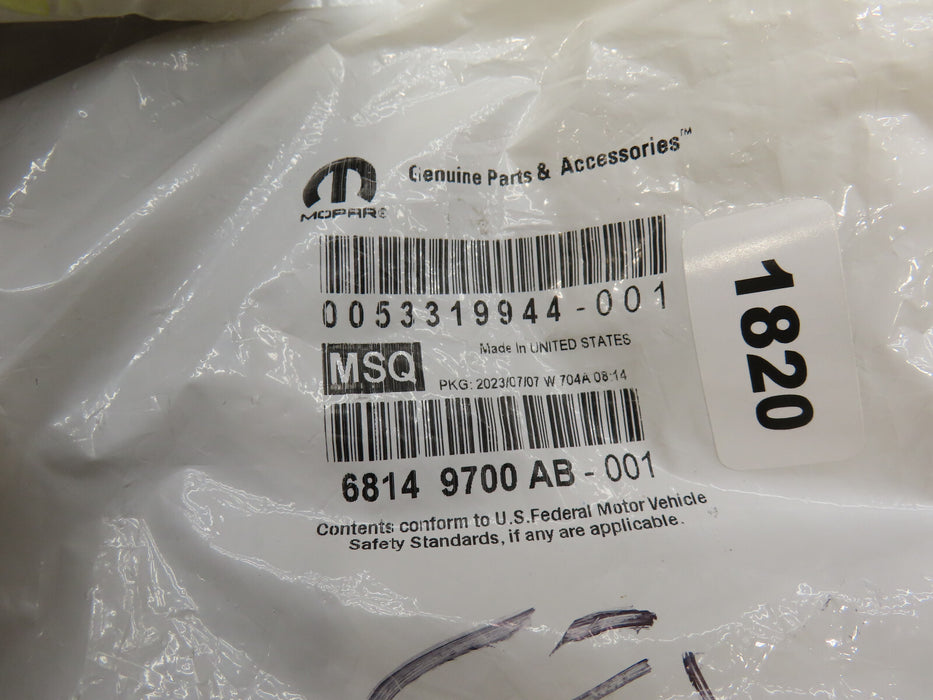 Genuine Parts & Accessories™
MOPAR®
0053319944-001
Made In UNITED STATES
MSQ
PKG: 2023/07/07 W 704A 08:14
6814 9700 AB - 001
Contents conform to U.S.Federal Motor Vehicle
Safety Standards, if any are applicable.
1820